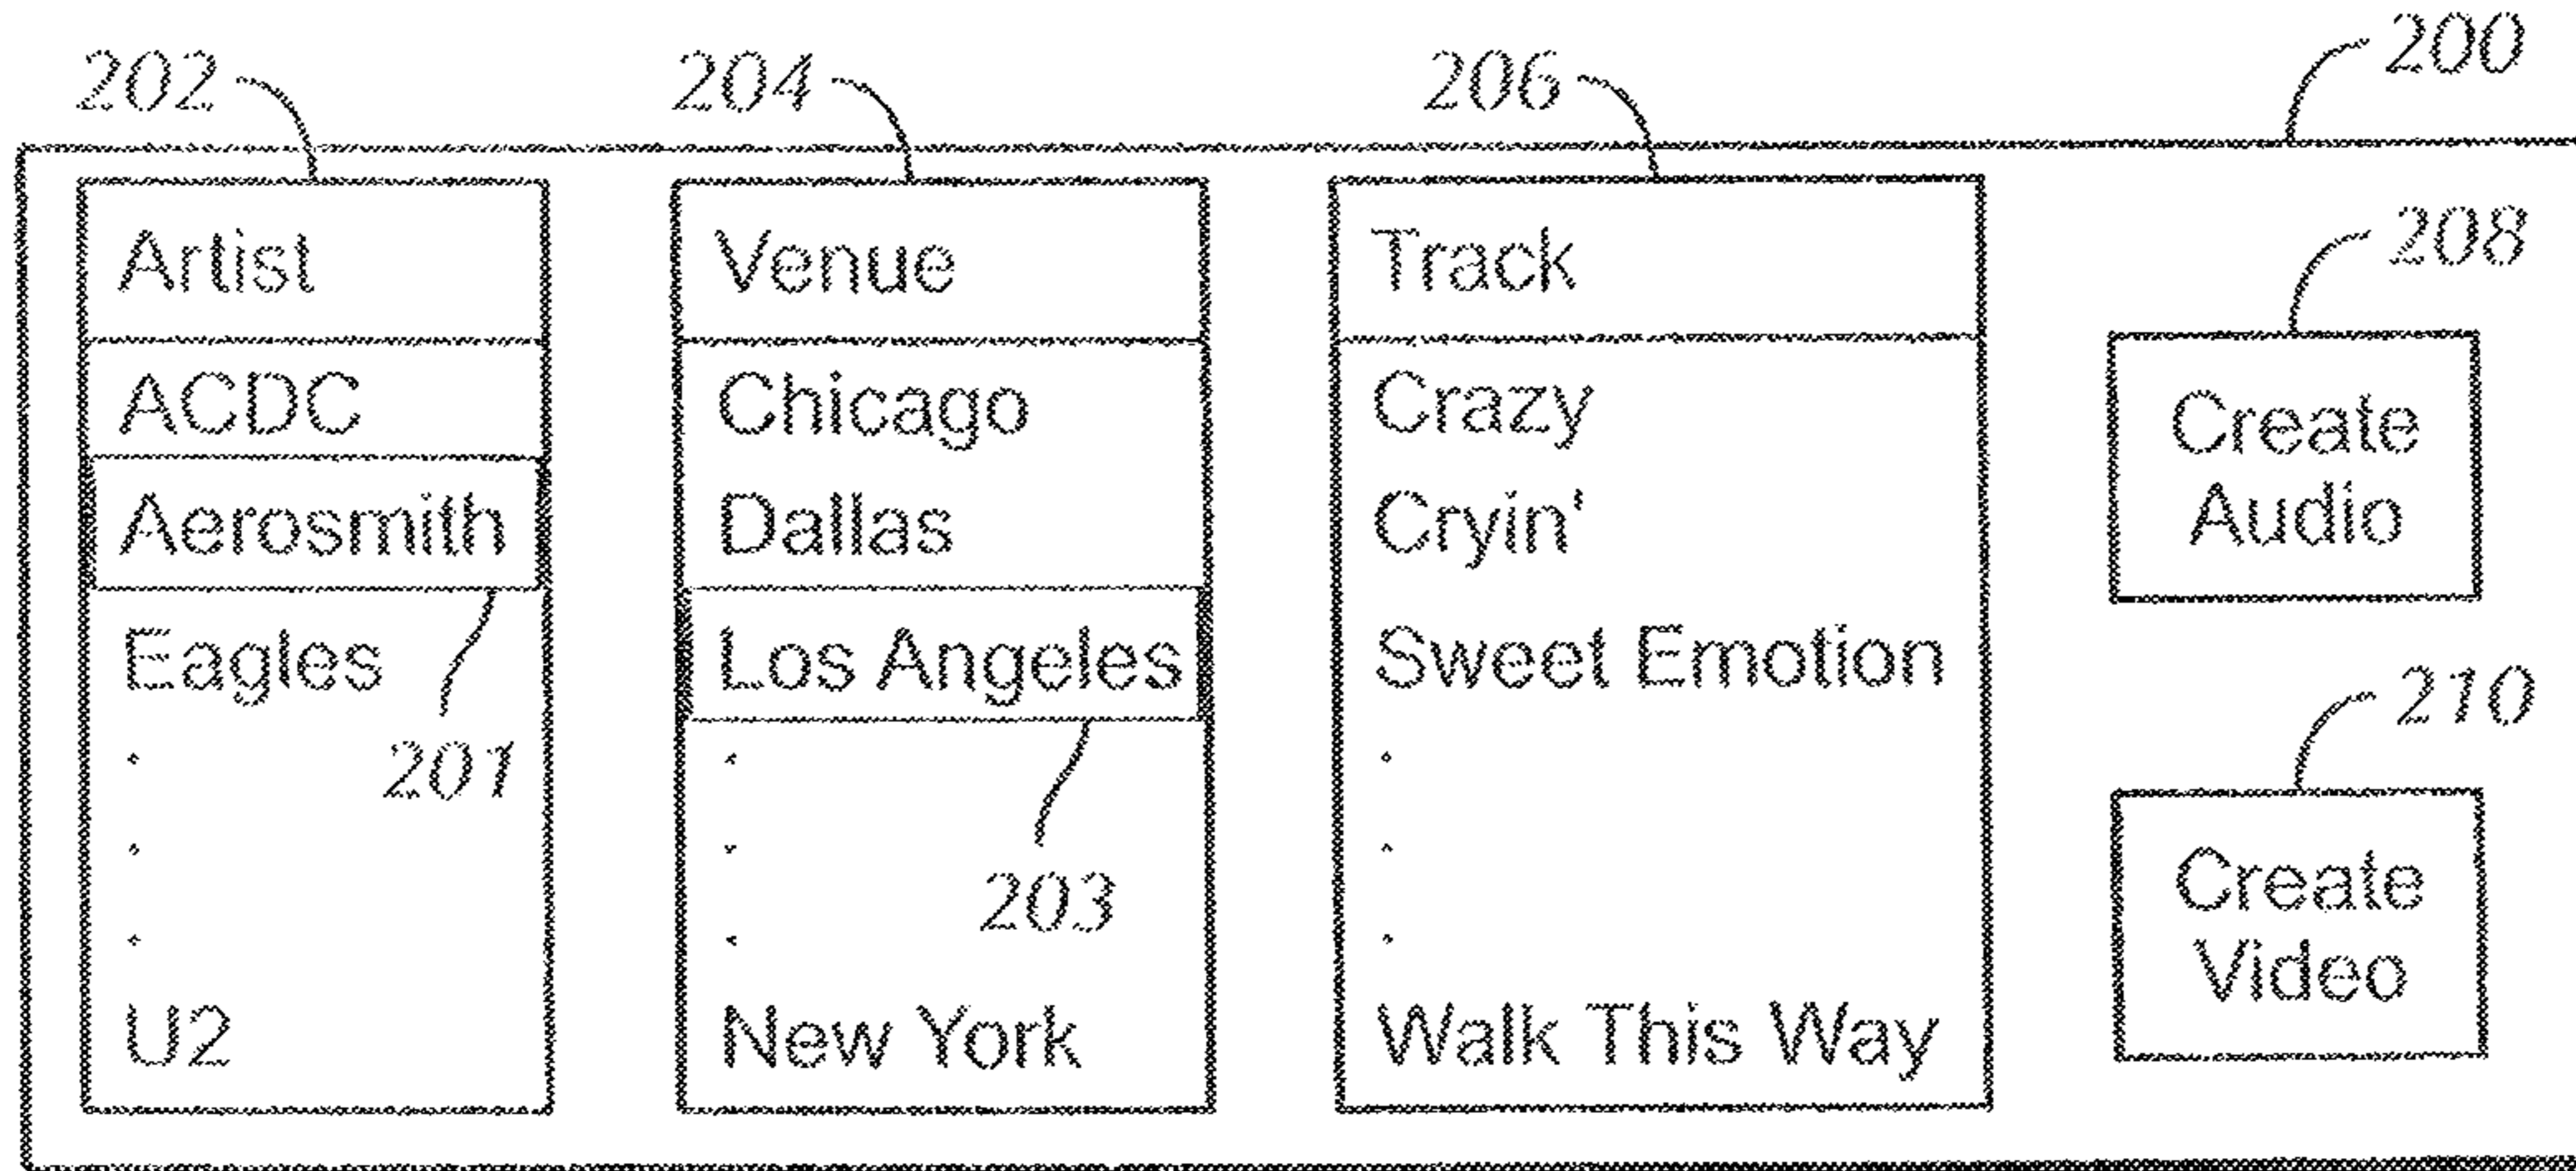 200
202
204
206
Artist
ACDC
Aerosmith
Eagles
.
.
.
U2
201
Venue
Chicago
Dallas
Los Angeles
.
.
.
New York
203
Track
Crazy
Cryin'
Sweet Emotion
.
.
.
Walk This Way
208
Create
Audio
210
Create
Video